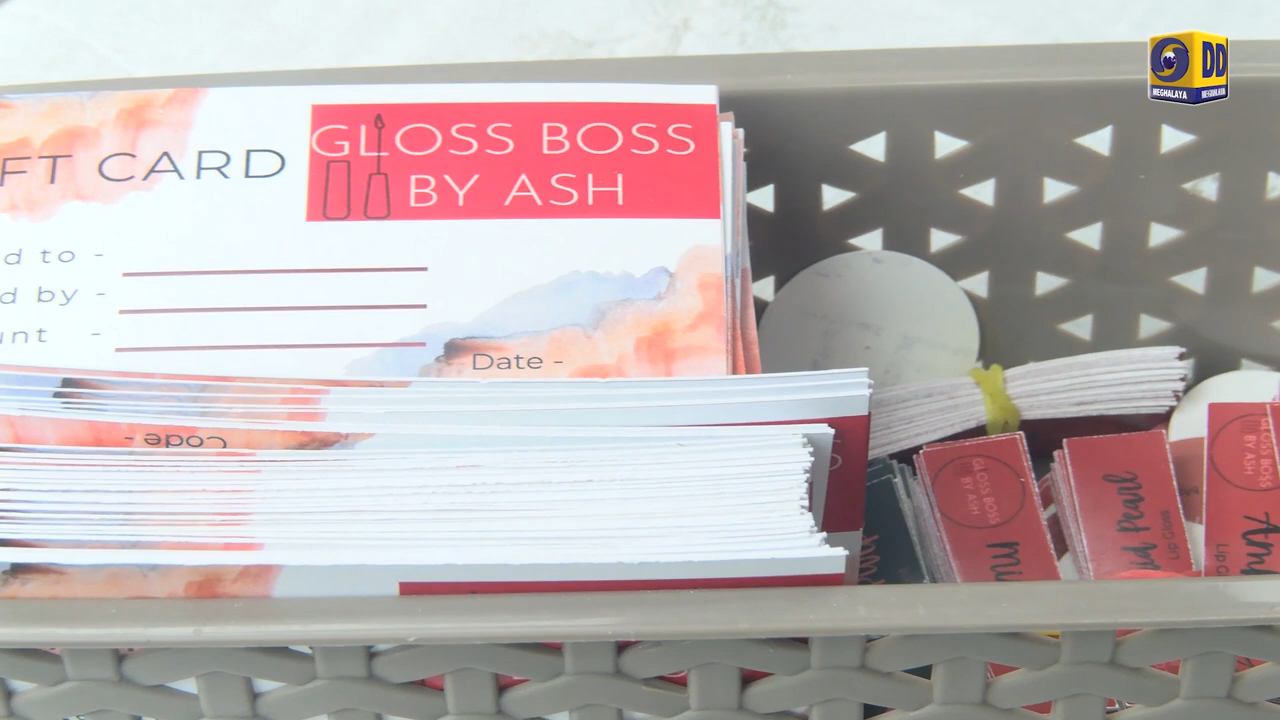 FT CARD
GLOSS BOSS
BY ASH
d to -
d by -
unt -
Date -
Code -
GLOSS BOSS
BY ASH
Lip Gloss
GLOSS BOSS
BY ASH
DD
MEGHALAYA
MEGHALAYA